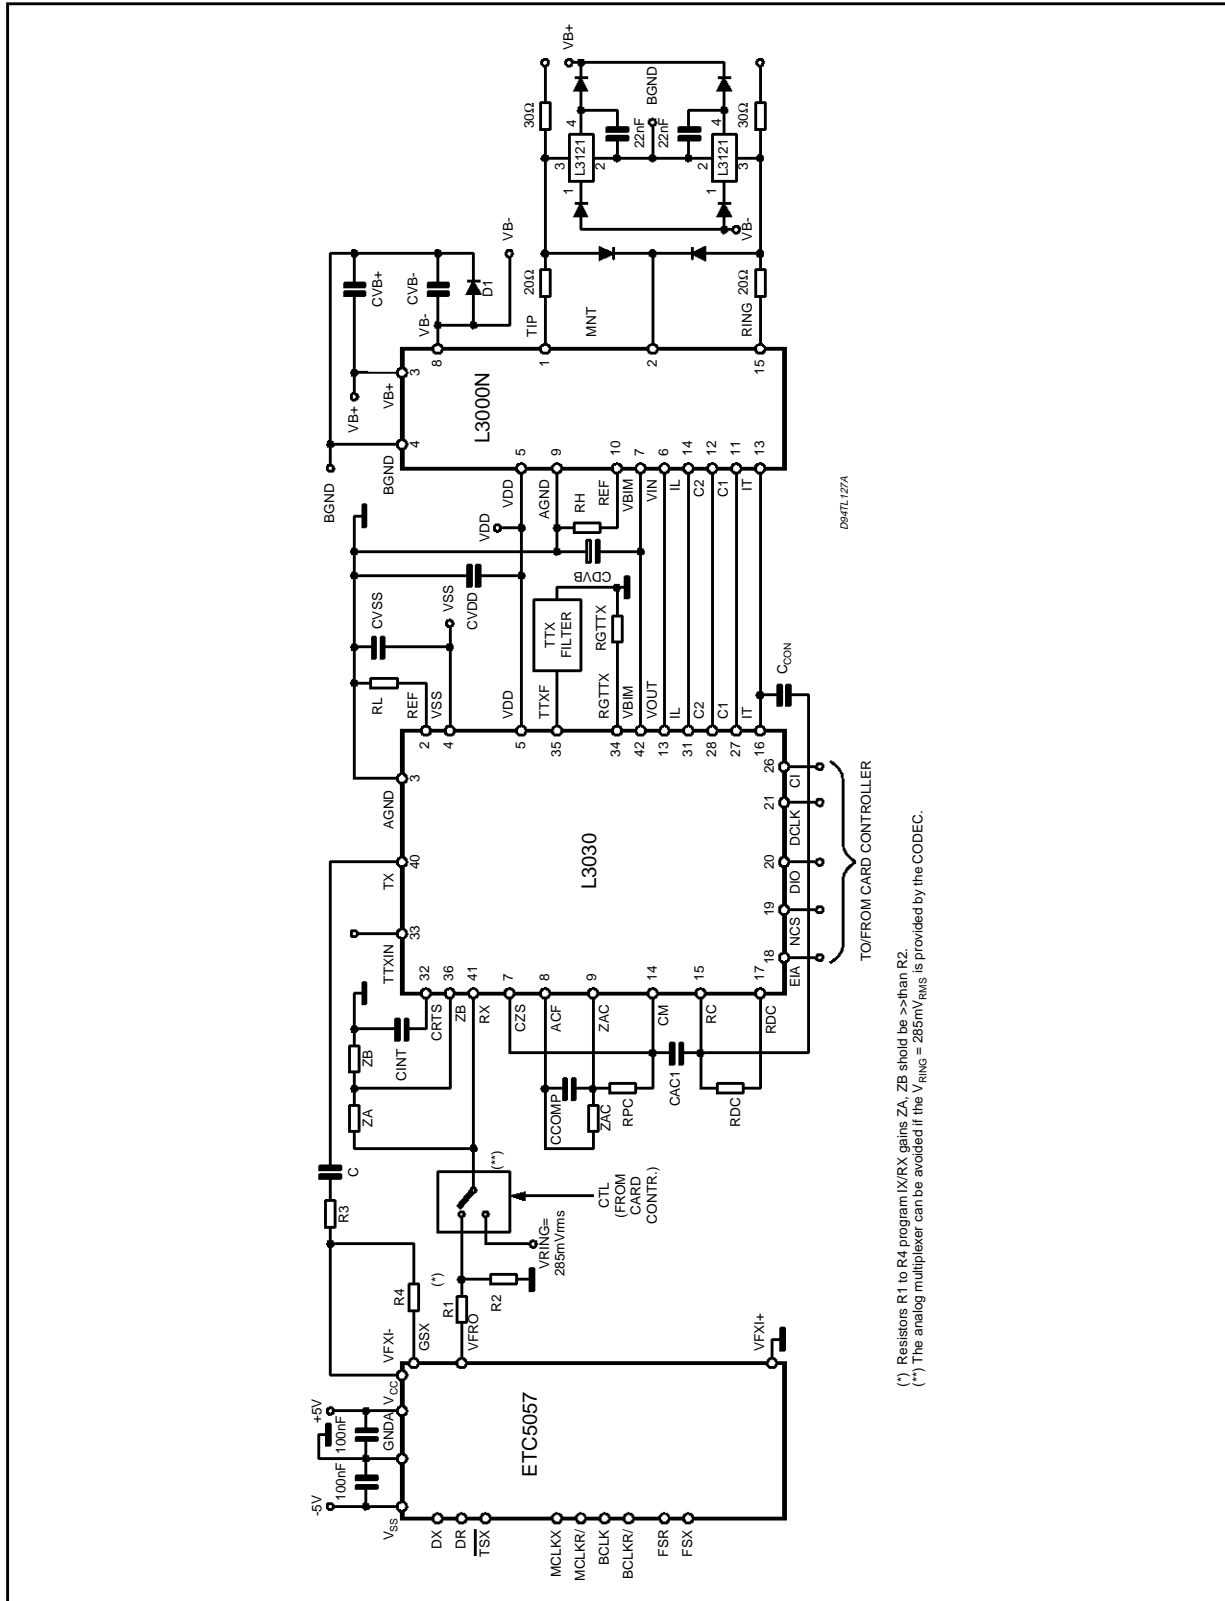 -5V
+5V
100nF
100nF
VSS
GNDA
VCC
VFXI-
GSX
VFRO
VFXI+
DX
DR
TSX
MCLKX
MCLKR/
BCLK
BCLKR/
FSR
FSX
ETC5057
R4
R3
C
R1
(*)
R2
VRING=
285mVrms
(**)
CTL
(FROM
CARD
CONTR.)
ZA
ZB
CINT
CCOMP
ZAC
RPC
CAC1
RDC
TTXIN
33
TX
40
AGND
3
32
CRTS
36
ZB
41
RX
7
CZS
8
ACF
9
ZAC
14
CM
15
RC
17
RDC
L3030
18
EIA
19
NCS
20
DIO
21
DCLK
26
CI
TO/FROM CARD CONTROLLER
2
REF
4
VSS
5
VDD
35
TTXF
34
RGTTX
42
VBIM
13
VOUT
31
IL
28
C2
27
C1
16
IT
RL
CVSS
VSS
CVDD
VDD
TTX
FILTER
RGTTX
CDVB
RH
CCON
5
VDD
9
AGND
10
REF
7
VBIM
6
VIN
14
IL
12
C2
11
C1
13
IT
L3000N
BGND
BGND
4
VB+
VB+
3
CVB+
CVB-
VB-
8
D1
VB-
TIP
1
MNT
2
RING
15
20Ω
20Ω
30Ω
30Ω
VB+
BGND
22nF
22nF
L3121
1
2
3
4
L3121
1
2
3
4
VB-
D94TL127A
(*) Resistors R1 to R4 program IX/RX gains ZA, ZB shold be >>than R2.
(**) The analog multiplexer can be avoided if the VRING = 285mVRMS is provided by the CODEC.